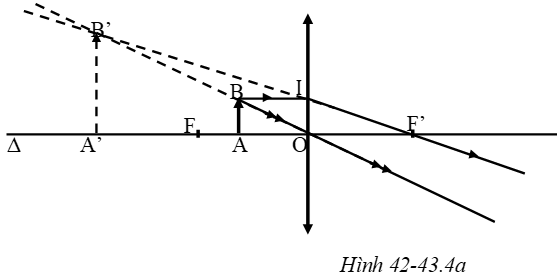 B’
B I
F F’
Δ A’ A O
Hình 42-43.4a